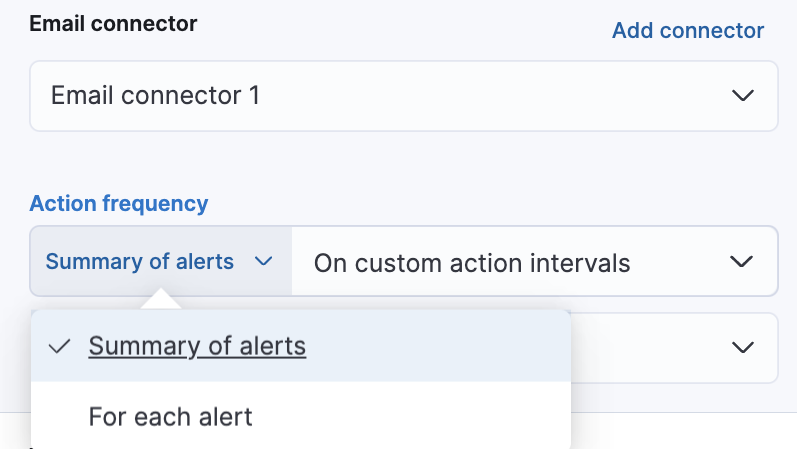 Email connector
Add connector
Email connector 1
Action frequency
Summary of alerts
On custom action intervals
Summary of alerts
For each alert